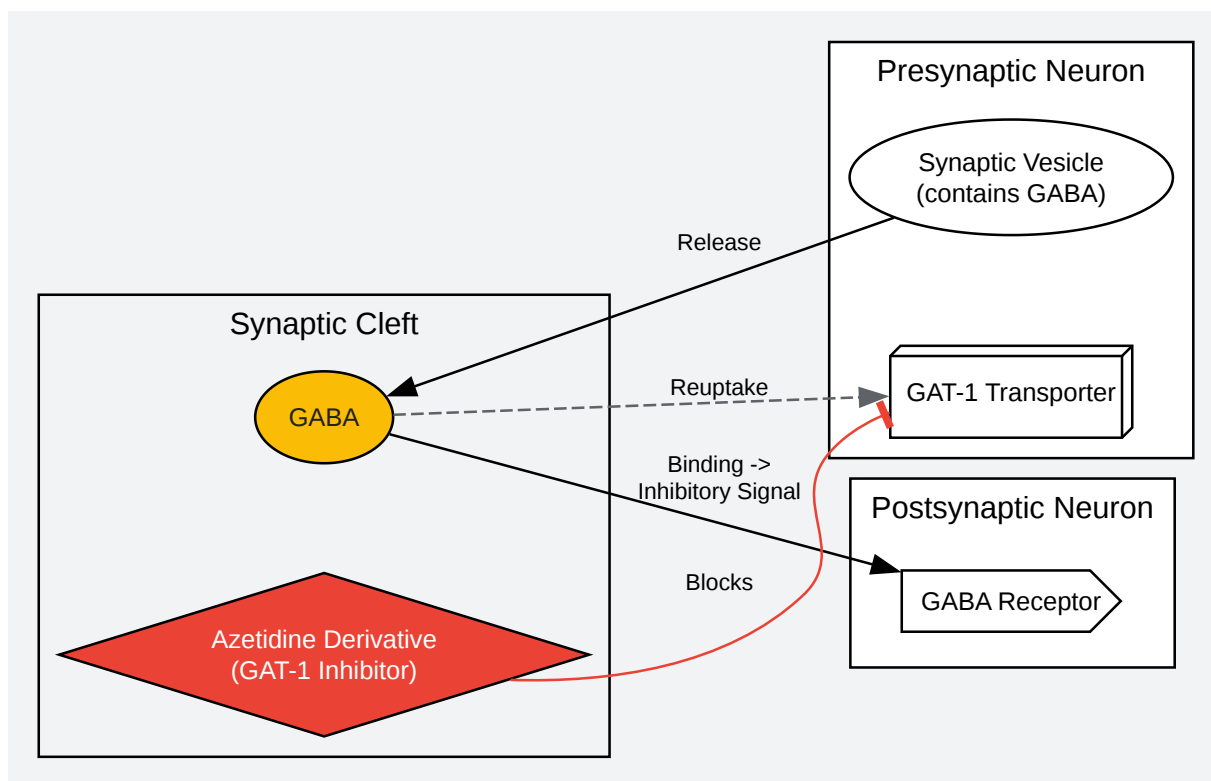 Presynaptic Neuron
Synaptic Vesicle
(contains GABA)
Release
Synaptic Cleft
GABA
Reuptake
GAT-1 Transporter
Binding ->
Inhibitory Signal
Postsynaptic Neuron
Blocks
GABA Receptor
Azetidine Derivative
(GAT-1 Inhibitor)